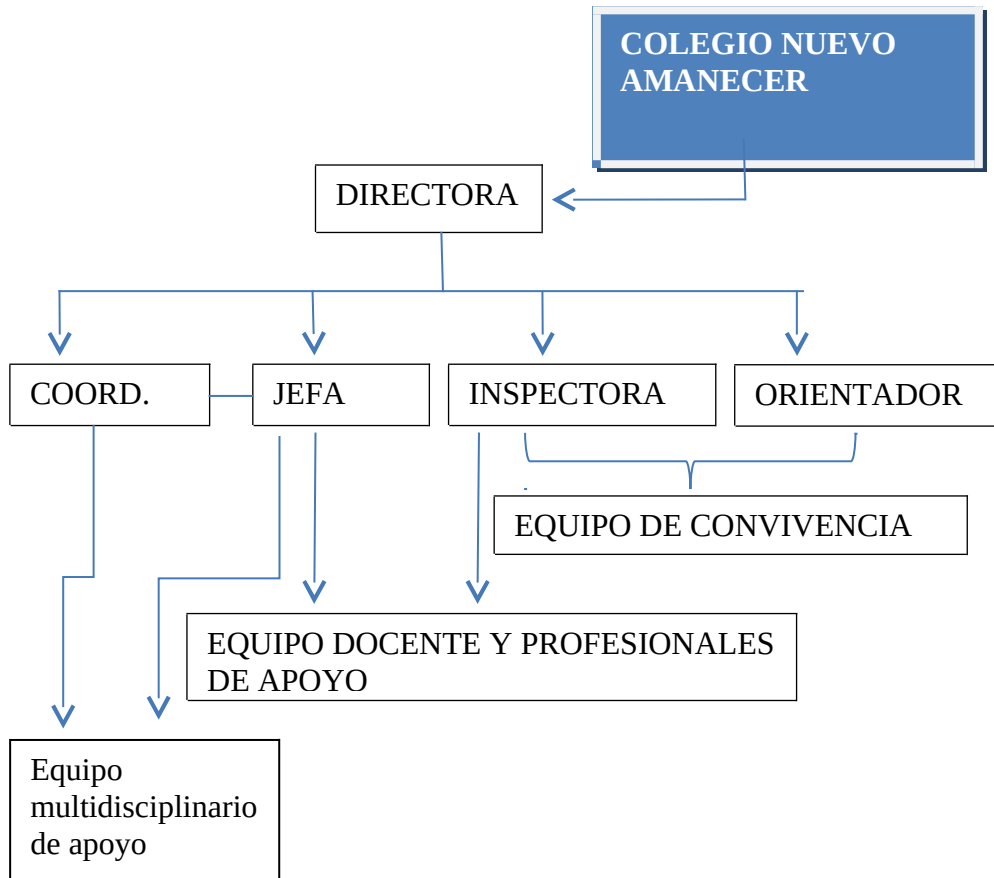 COLEGIO NUEVO
AMANECER
DIRECTORA
COORD.
JEFA
INSPECTORA
ORIENTADOR
EQUIPO DE CONVIVENCIA
EQUIPO DOCENTE Y PROFESIONALES
DE APOYO
Equipo
multidisciplinario
de apoyo